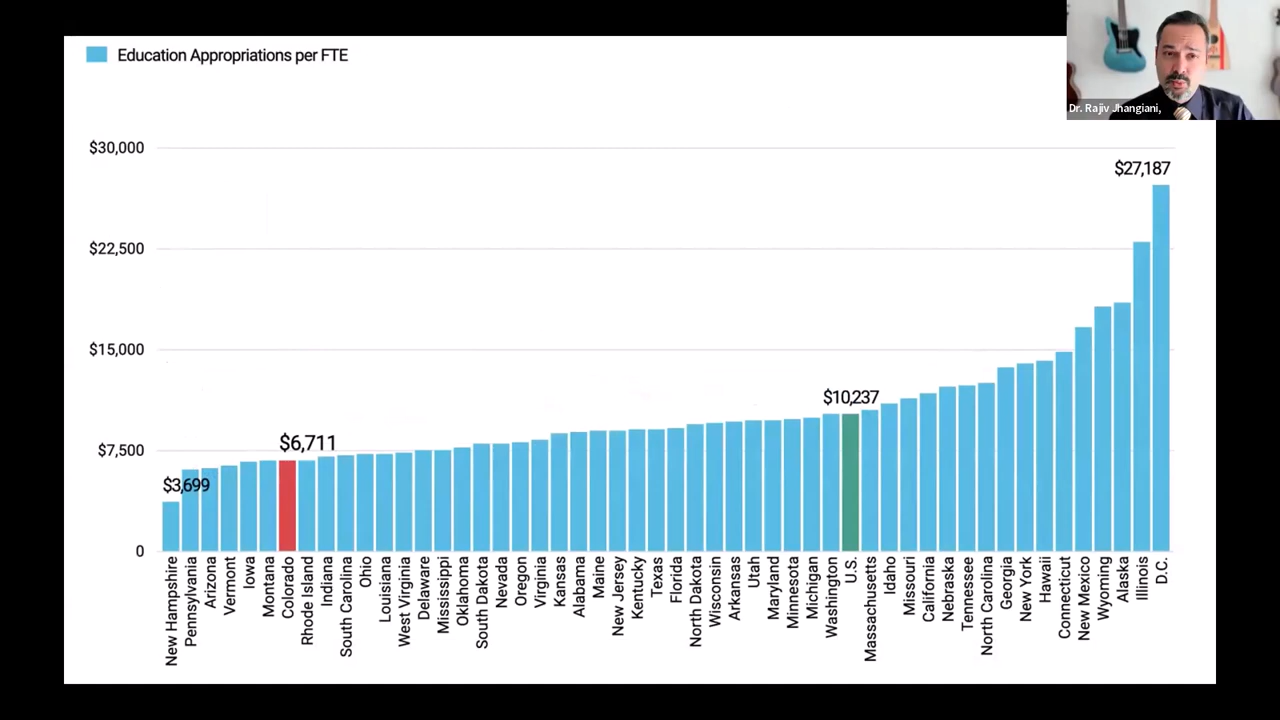 Education Appropriations per FTE
Dr. Rajiv Jhangiani,
$30,000
$27,187
$22,500
$15,000
$10,237
$7,500
$6,711
$3,699
0
New Hampshire
Pennsylvania
Arizona
Vermont
Iowa
Montana
Colorado
Rhode Island
Indiana
South Carolina
Ohio
Louisiana
West Virginia
Delaware
Mississippi
Oklahoma
South Dakota
Nevada
Oregon
Virginia
Kansas
Alabama
Maine
New Jersey
Kentucky
Texas
Florida
North Dakota
Wisconsin
Arkansas
Utah
Maryland
Minnesota
Michigan
Washington
U.S.
Massachusetts
Idaho
Missouri
California
Nebraska
Tennessee
North Carolina
Georgia
New York
Hawaii
Connecticut
New Mexico
Wyoming
Alaska
Illinois
D.C.